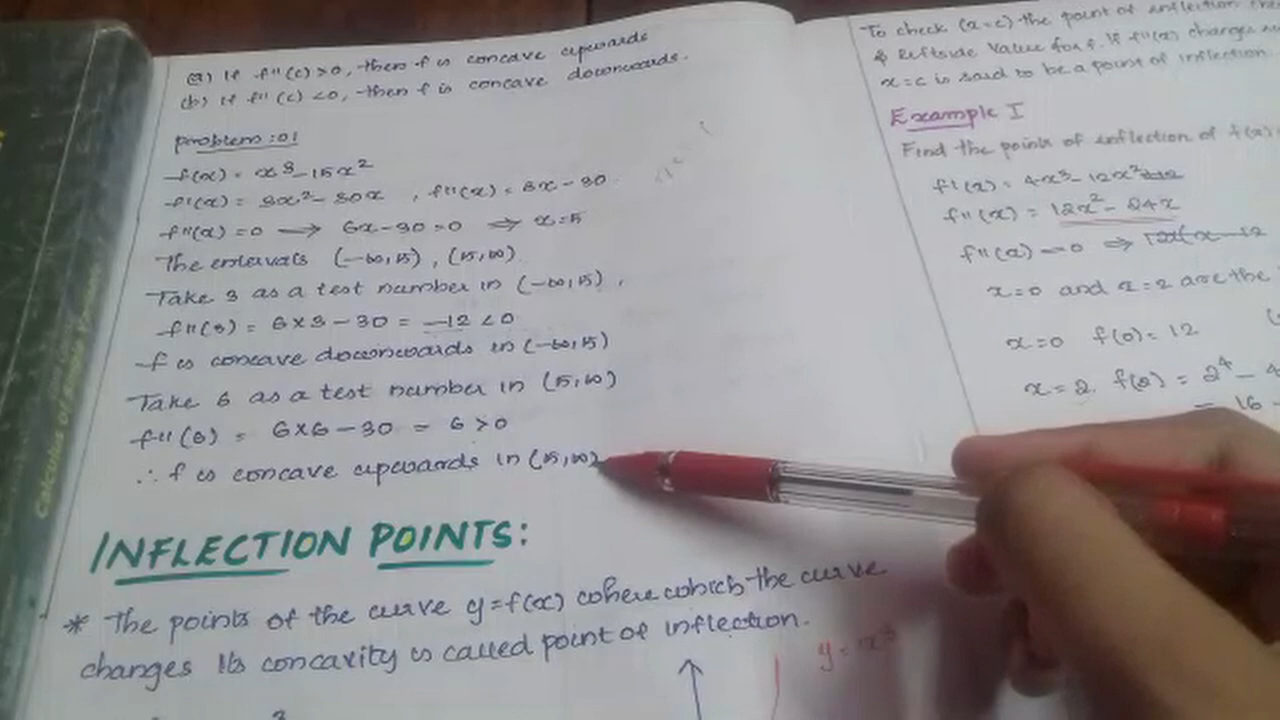 (a) If f''(c) >0, then f is concave upwards
(b) If f''(c) <0, then f is concave downwards.
problem :01
f(x) = x³-15x²
f'(x) = 3x²-30x , f''(x) = 6x-30
f''(x) = 0 → 6x-30=0 ⇒ x=5
The intervals (-∞,5), (5,∞)
Take 3 as a test number in (-∞,5),
f''(3) = 6×3-30 = -12 <0
f is concave downwards in (-∞,5)
Take 6 as a test number in (5,∞)
f''(6) = 6×6-30 = 6 >0
∴ f is concave upwards in (5,∞)
INFLECTION POINTS:
* The points of the curve y=f(x) where which the curve
changes its concavity is called point of inflection.
y = x³
To check (x=c) the point of inflection
& leftside value for f. If f''(x) changes
x=c is said to be a point of inflection.
Example I
Find the points of inflection of f(x)
f'(x) = 4x³-12x²
f''(x) = 12x²-24x
f''(x) = 0 ⇒
x=0 and x=2 are the
x=0 f(0) = 12
x=2. f(2) = 2⁴ - 4
= 16 -